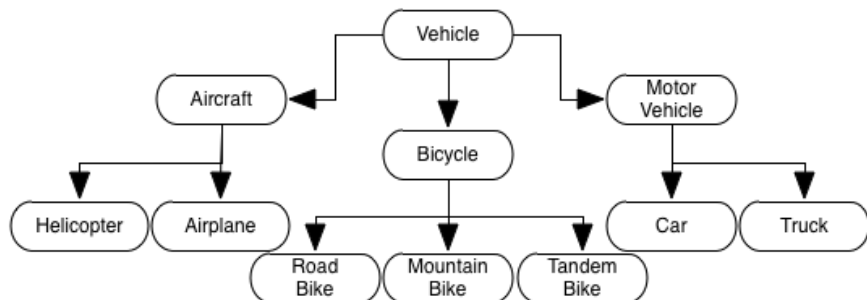 Vehicle
Aircraft
Motor
Vehicle
Bicycle
Helicopter
Airplane
Car
Truck
Road
Bike
Mountain
Bike
Tandem
Bike